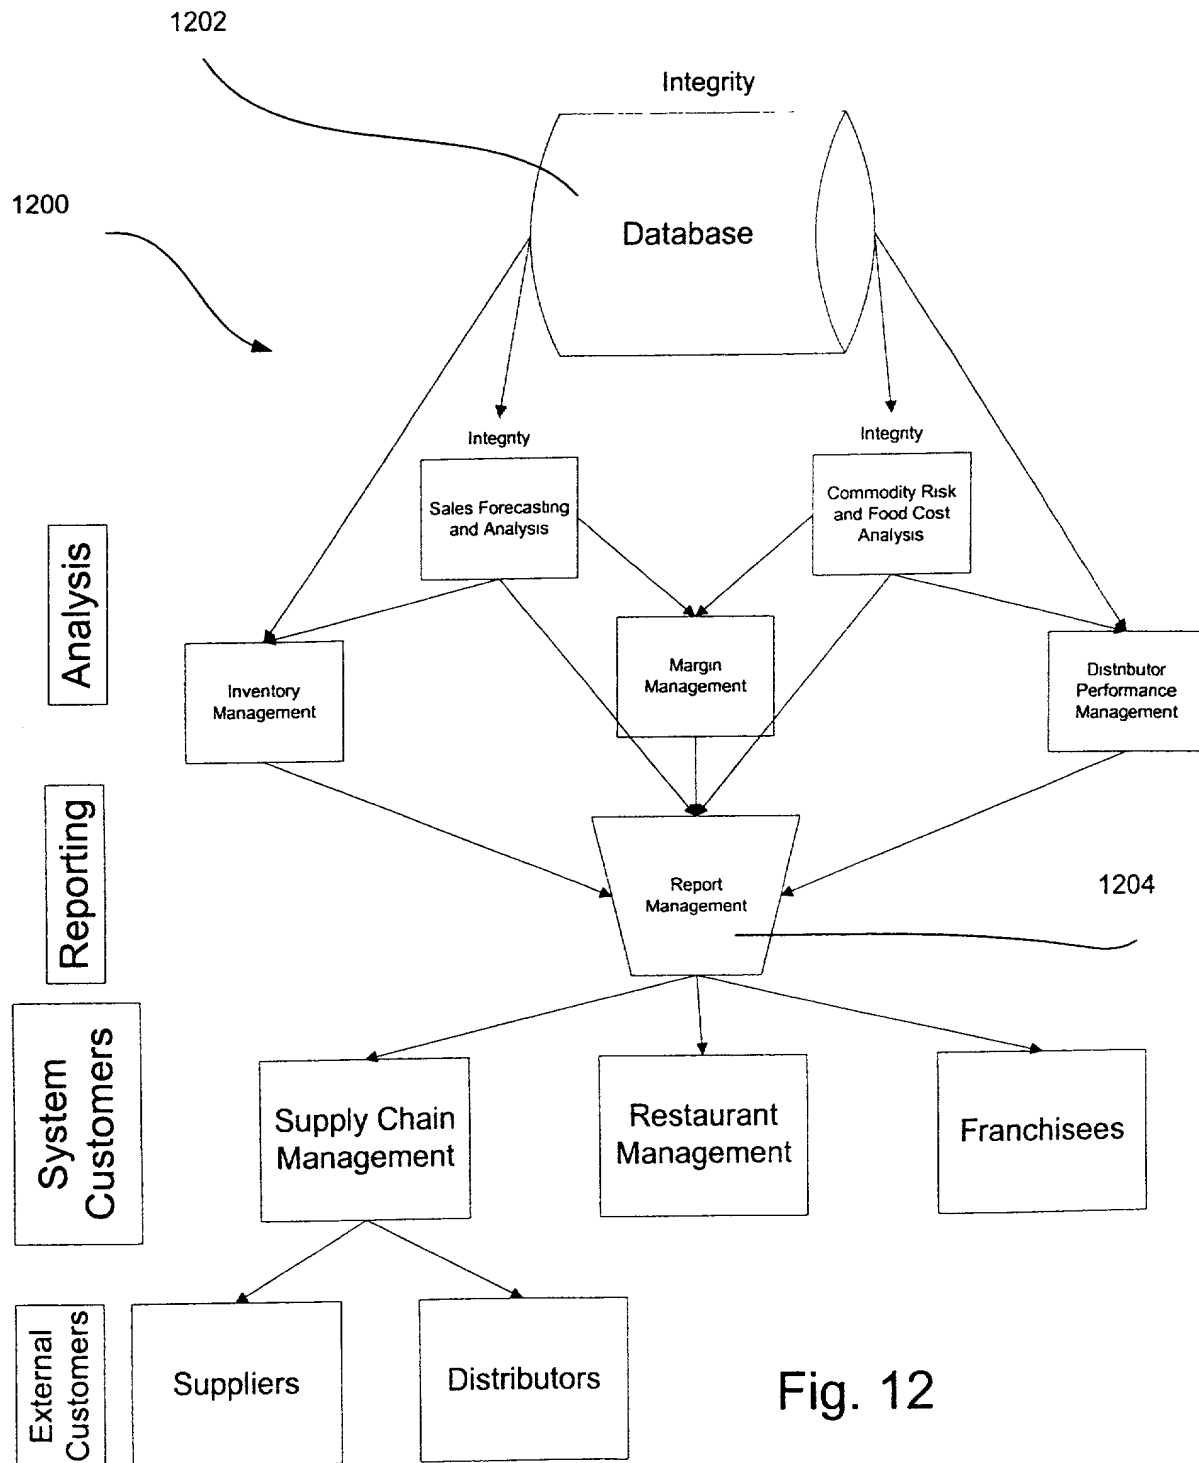 1202
Integrity
1200
Database
Integrity
Integrity
Sales Forecasting
and Analysis
Commodity Risk
and Food Cost
Analysis
Analysis
Inventory
Management
Margin
Management
Distributor
Performance
Management
Reporting
Report
Management
1204
System
Customers
Supply Chain
Management
Restaurant
Management
Franchisees
External
Customers
Suppliers
Distributors
Fig. 12